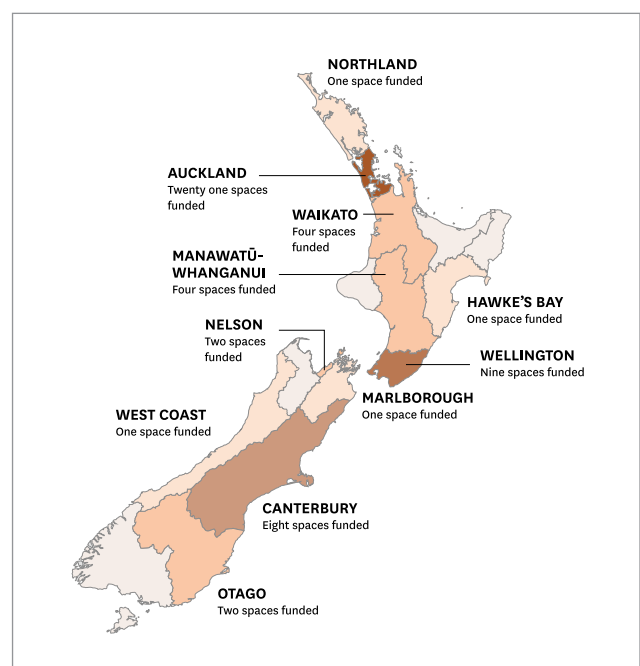 NORTHLAND
One space funded
AUCKLAND
Twenty one spaces
funded
WAIKATO
Four spaces
funded
MANAWATŪ-
WHANGANUI
Four spaces funded
HAWKE'S BAY
One space funded
NELSON
Two spaces
funded
WELLINGTON
Nine spaces funded
MARLBOROUGH
One space funded
WEST COAST
One space funded
CANTERBURY
Eight spaces funded
OTAGO
Two spaces funded